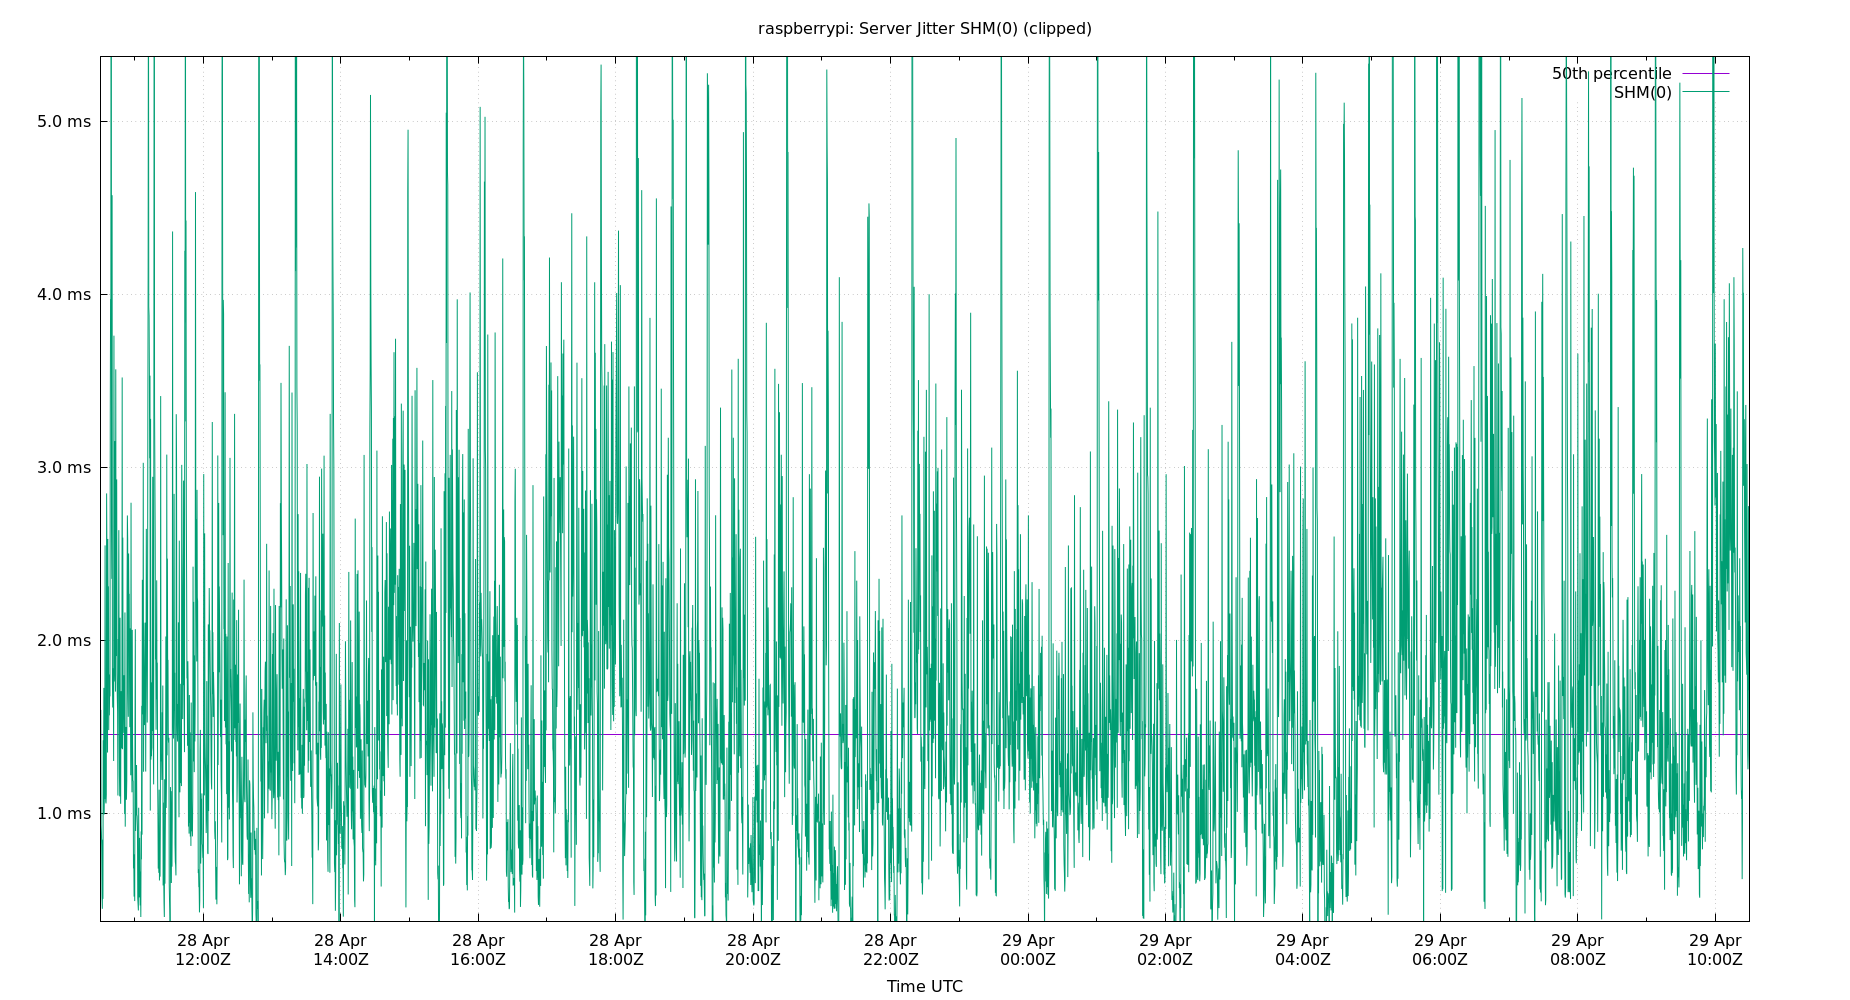 raspberrypi: Server Jitter SHM(0) (clipped)
50th percentile
SHM(0)
5.0 ms
4.0 ms
3.0 ms
2.0 ms
1.0 ms
28 Apr 28 Apr 28 Apr 28 Apr 28 Apr 28 Apr 29 Apr 29 Apr 29 Apr 29 Apr 29 Apr 29 Apr
12:00Z 14:00Z 16:00Z 18:00Z 20:00Z 22:00Z 00:00Z 02:00Z 04:00Z 06:00Z 08:00Z 10:00Z
Time UTC